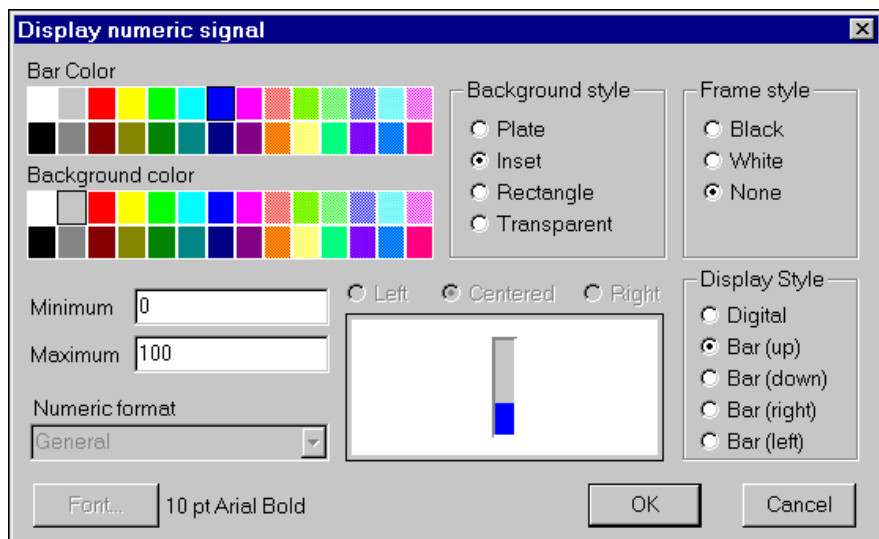 Display numeric signal
Bar Color
Background color
Background style
Plate
Inset
Rectangle
Transparent
Frame style
Black
White
None
Minimum 0
Maximum 100
Numeric format
General
Left Centered Right
Display Style
Digital
Bar (up)
Bar (down)
Bar (right)
Bar (left)
Font... 10 pt Arial Bold
OK Cancel